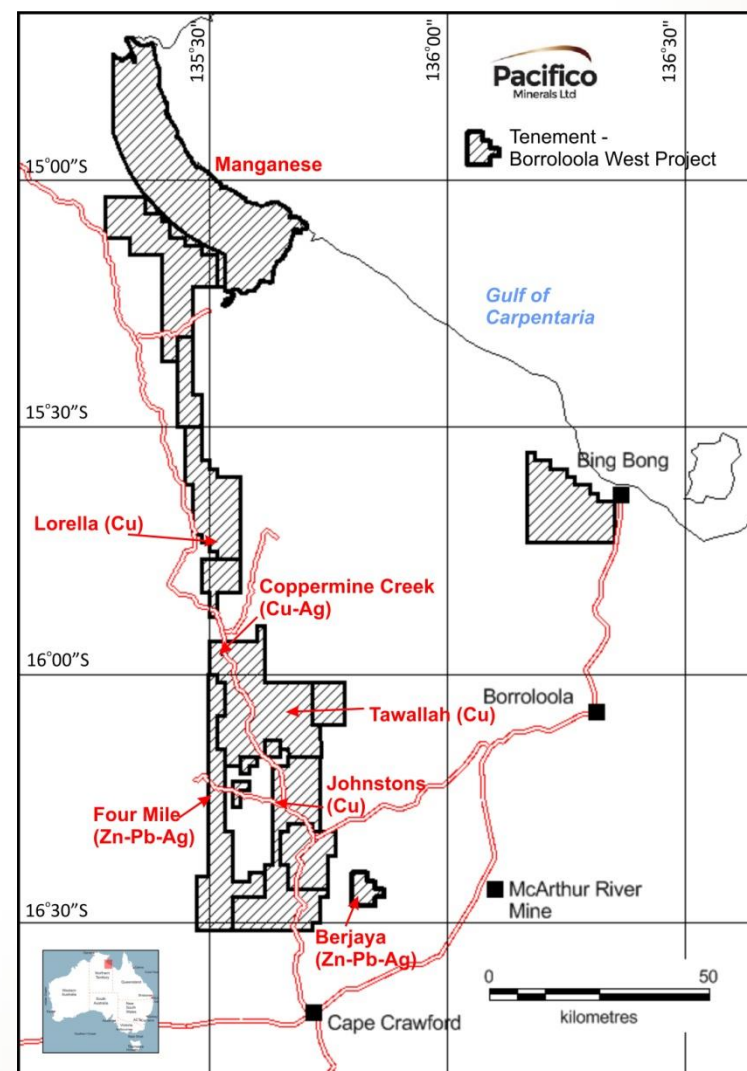 135°30"
136°00"
136°30"
Pacifico
Minerals Ltd
Tenement -
Borroloola West Project
15°00"S
Manganese
Gulf of
Carpentaria
15°30"S
Bing Bong
Lorella (Cu)
Coppermine Creek
(Cu-Ag)
16°00"S
Borroloola
Tawallah (Cu)
Johnstons
(Cu)
Four Mile
(Zn-Pb-Ag)
McArthur River
Mine
16°30"S
Berjaya
(Zn-Pb-Ag)
0 50
kilometres
Cape Crawford